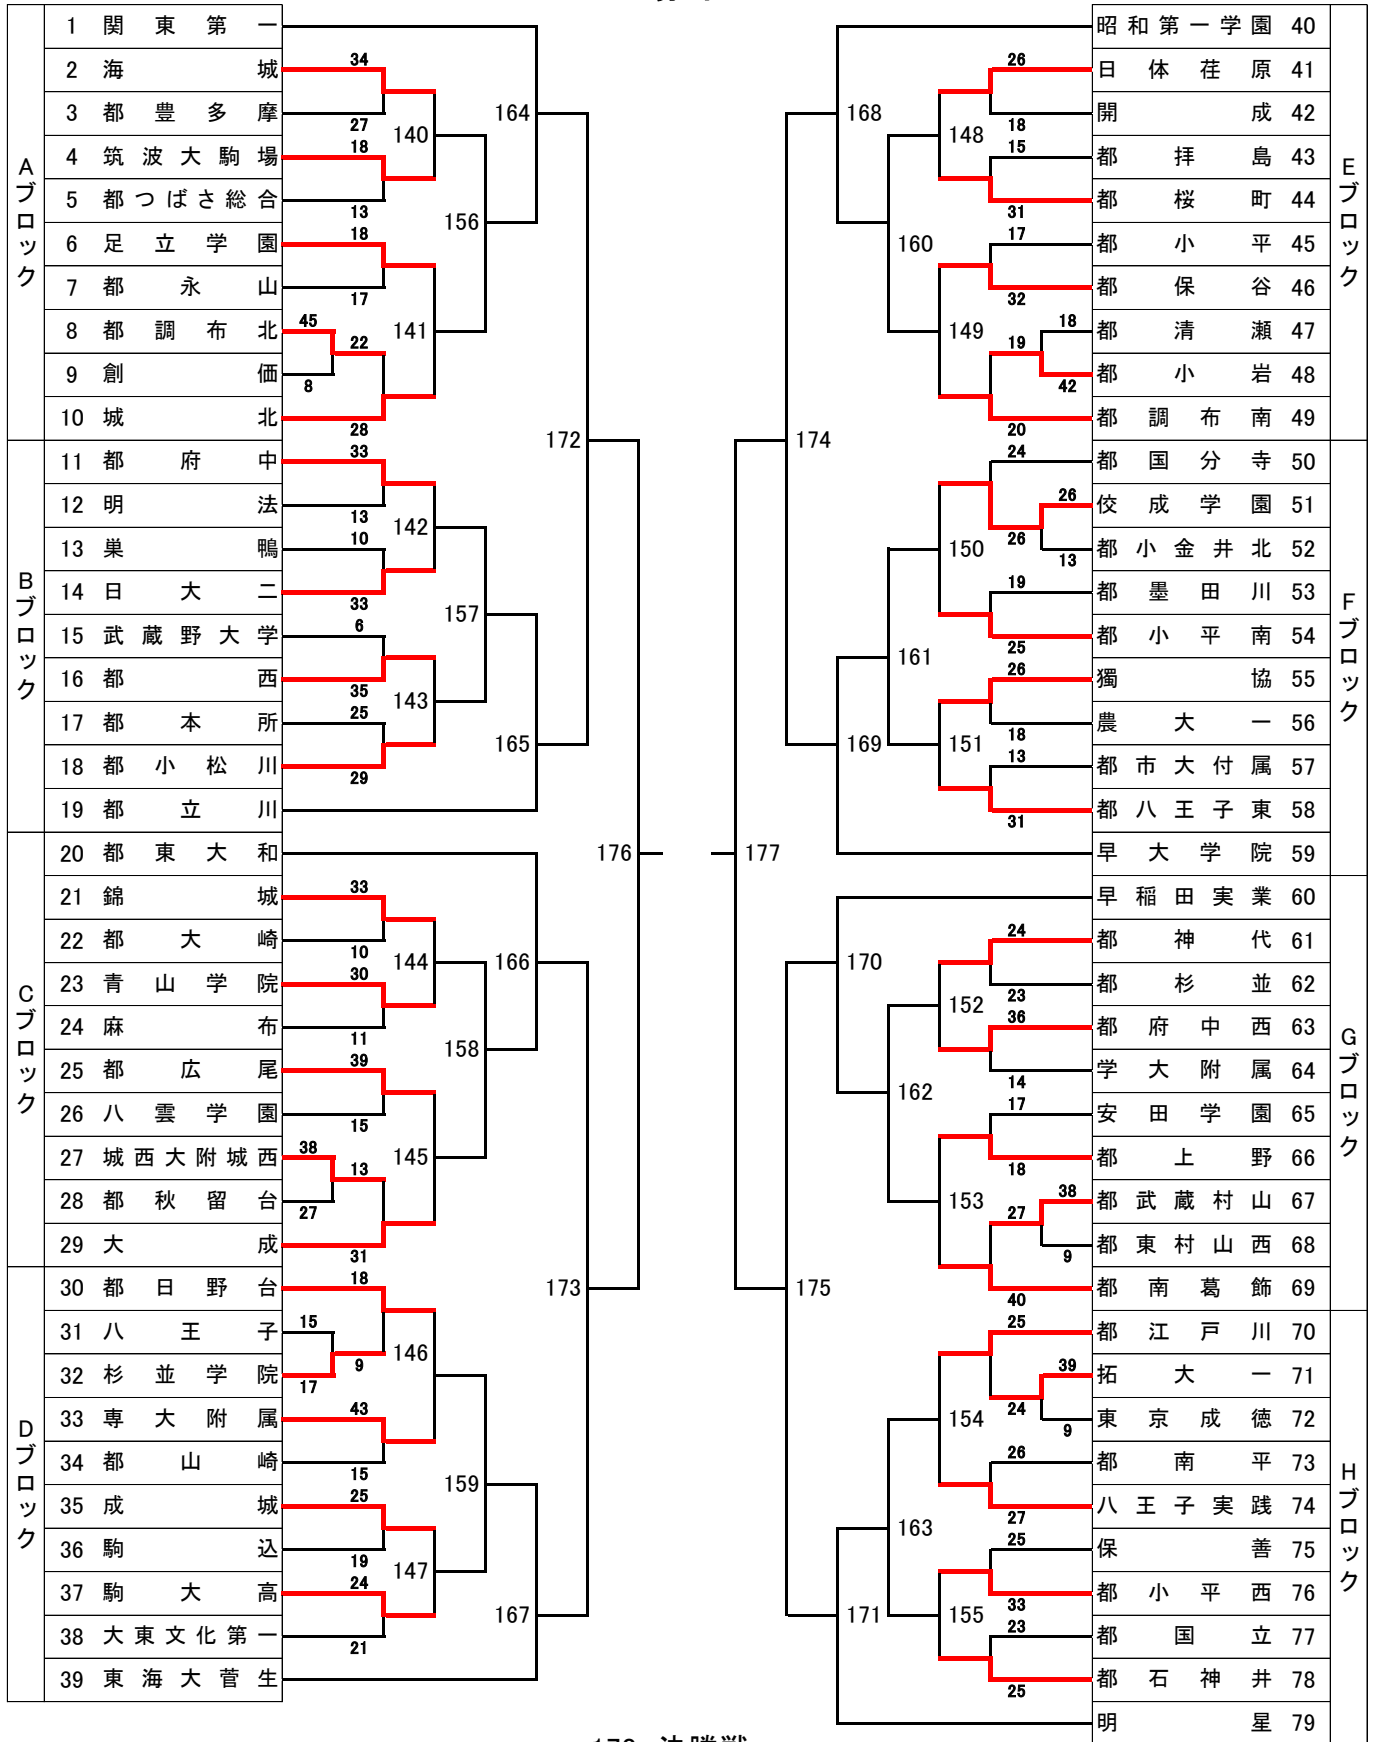 Aブロック
1 関東第一
2 海城 34
3 都豊多摩 27
4 筑波大駒場 18
5 都つばさ総合 13
6 足立学園 18
7 都永山 17
8 都調布北 45
22
9 創価 8
10 城北 28
140
141
156
164
Bブロック
11 都府中 33
12 明法 13
13 巣鴨 10
14 日大二 33
15 武蔵野大学 6
16 都西 35
17 都本所 25
18 都小松川 29
19 都立川
142
143
157
165
172
Cブロック
20 都東大和
21 錦城 33
22 都大崎 10
23 青山学院 30
24 麻布 11
25 都広尾 39
26 八雲学園 15
27 城西大附城西 38
13
28 都秋留台 27
29 大成 31
144
145
158
166
176
Dブロック
30 都日野台 18
31 八王子 15
9
32 杉並学院 17
33 専大附属 43
34 都山崎 15
35 成城 25
36 駒込 19
37 駒大高 24
38 大東文化第一 21
39 東海大菅生
146
147
159
167
173
Eブロック
昭和第一学園 40
26 日体荏原 41
18 開成 42
15 都拝島 43
31 都桜町 44
17 都小平 45
32 都保谷 46
18 都清瀬 47
19
42 都小岩 48
20 都調布南 49
148
149
160
168
174
Fブロック
24 都国分寺 50
26 佼成学園 51
26
13 都小金井北 52
19 都墨田川 53
25 都小平南 54
26 獨協 55
18 農大一 56
13 都市大付属 57
31 都八王子東 58
早大学院 59
150
151
161
169
177
Gブロック
早稲田実業 60
24 都神代 61
23 都杉並 62
36 都府中西 63
14 学大附属 64
17 安田学園 65
18 都上野 66
38 都武蔵村山 67
27
9 都東村山西 68
40 都南葛飾 69
152
153
162
170
175
Hブロック
25 都江戸川 70
39 拓大一 71
24
9 東京成徳 72
26 都南平 73
27 八王子実践 74
25 保善 75
33 都小平西 76
23 都国立 77
25 都石神井 78
明星 79
154
155
163
171